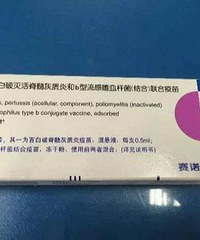 百破灭活脊髓灰质炎和b型流感嗜血杆菌(结合)联合疫苗
s, pertussis (acellular, component), poliomyelitis (inactivated)
ophilus type b conjugate vaccine, adsorbed
其一为百白破脊髓灰质炎疫苗，混悬液，每支0.5ml；
杆菌结合疫苗，冻干粉，使用前两者混合。(详见说明书)
赛诺